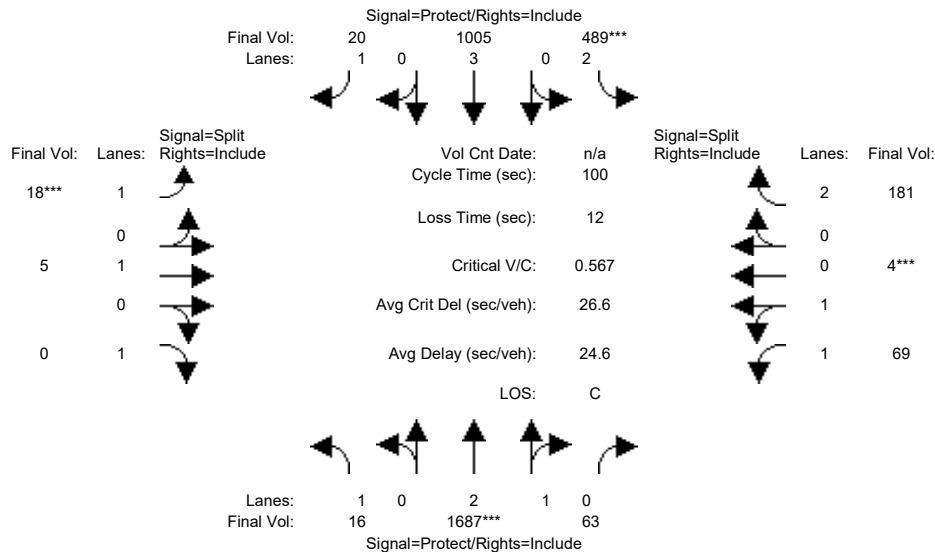 Signal=Protect/Rights=Include
Final Vol: 20 1005 489***
Lanes: 1 0 3 0 2
Signal=Split Signal=Split
Final Vol: Lanes: Rights=Include Vol Cnt Date: n/a Rights=Include Lanes: Final Vol:
Cycle Time (sec): 100
18*** 1 2 181
Loss Time (sec): 12
0 0
5 1 Critical V/C: 0.567 0 4***
0 Avg Crit Del (sec/veh): 26.6 1
0 1 Avg Delay (sec/veh): 24.6 1 69
LOS: C
Lanes: 1 0 2 1 0
Final Vol: 16 1687*** 63
Signal=Protect/Rights=Include